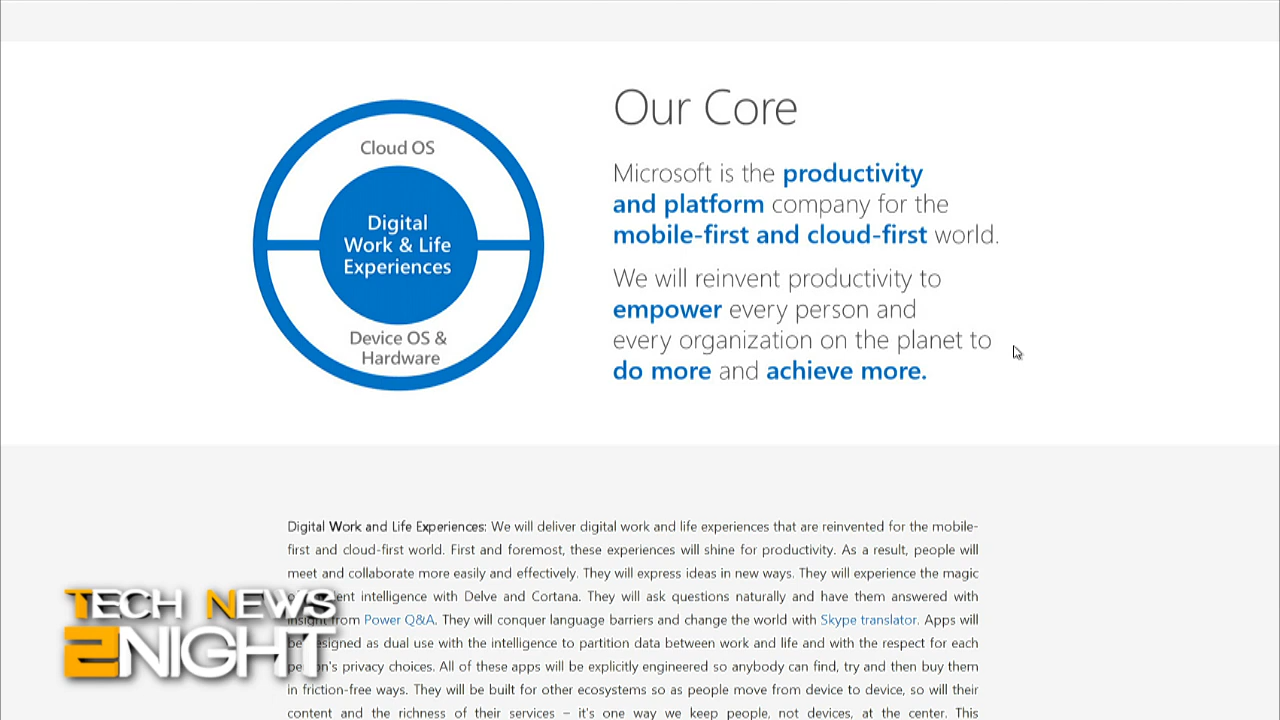 Our Core
Cloud OS
Digital
Work & Life
Experiences
Device OS &
Hardware
Microsoft is the productivity
and platform company for the
mobile-first and cloud-first world.
We will reinvent productivity to
empower every person and
every organization on the planet to
do more and achieve more.
Digital Work and Life Experiences: We will deliver digital work and life experiences that are reinvented for the mobile-
first and cloud-first world. First and foremost, these experiences will shine for productivity. As a result, people will
meet and collaborate more easily and effectively. They will express ideas in new ways. They will experience the magic
intelligence with Delve and Cortana. They will ask questions naturally and have them answered with
insight from Power Q&A. They will conquer language barriers and change the world with Skype translator. Apps will
be designed as dual use with the intelligence to partition data between work and life and with the respect for each
person's privacy choices. All of these apps will be explicitly engineered so anybody can find, try and then buy them
in friction-free ways. They will be built for other ecosystems so as people move from device to device, so will their
content and the richness of their services – it's one way we keep people, not devices, at the center. This
TECH NEWS
2NIGHT